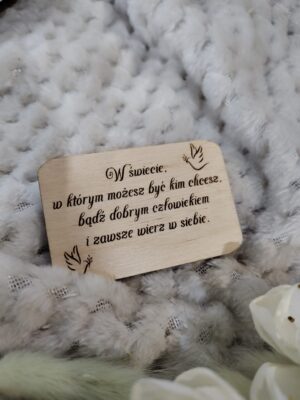 W świecie,
w którym możesz być kim chcesz,
bądź dobrym człowiekiem
i zawsze wierz w siebie.